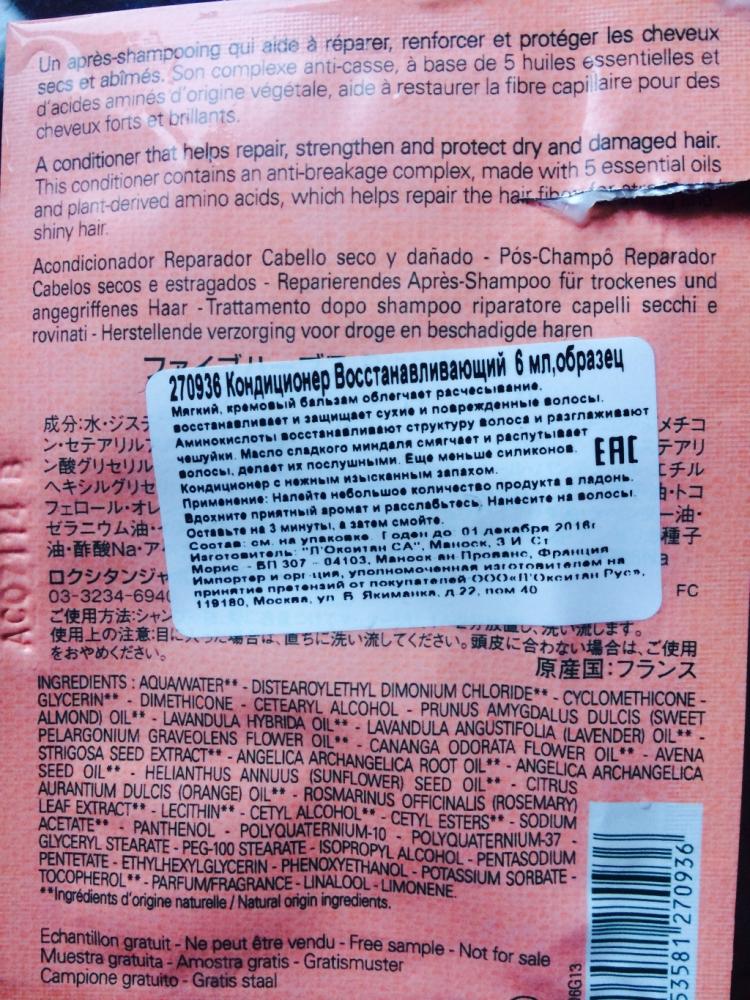 Un après-shampooing qui aide à réparer, renforcer et protéger les cheveux
secs et abîmés. Son complexe anti-casse, à base de 5 huiles essentielles et
d'acides aminés d'origine végétale, aide à restaurer la fibre capillaire pour des
cheveux forts et brillants.
A conditioner that helps repair, strengthen and protect dry and damaged hair.
This conditioner contains an anti-breakage complex, made with 5 essential oils
and plant-derived amino acids, which helps repair the hair
shiny hair.
Acondicionador Reparador Cabello seco y dañado - Pós-Champô Reparador
Cabelos secos e estragados - Reparierendes Après-Shampoo für trockenes und
angegriffenes Haar - Trattamento dopo shampoo riparatore capelli secchi e
rovinati - Herstellende verzorging voor droge en beschadigde haren
270936 Кондиционер Восстанавливающий 6 мл,образец
Мягкий, кремовый бальзам облегчает расчесывание,
восстанавливает и защищает сухие и поврежденные волосы.
Аминокислоты восстанавливают структуру волоса и разглаживают
чешуйки. Масло сладкого миндаля смягчает и распутывает
волосы, делает их послушными. Еще меньше силиконов.
Кондиционер с нежным изысканным запахом.
EAC
Применение: Налейте небольшое количество продукта в ладонь.
Вдохните приятный аромат и расслабьтесь. Нанесите на волосы.
Оставьте на 3 минуты, а затем смойте.
Состав: см. на упаковке. Годен до: 01 декабря 2016г
Изготовитель: "Л'Окситан СА", Маноск, З И Ст
Морис - БП 307 - 04103, Маноск ан Прованс, Франция
Импортер и орг-ция, уполномоченная изготовителем на
принятие претензий от покупателей ООО«Л'Окситан Рус»,
119180, Москва, ул Б Якиманка, д 22, пом 40
成分:水・ジステ メチコ
ン・セテアリルア テアリ
ン酸グリセリル エチル
ヘキシルグリセ 油・トコ
フェロール・オレ 油・
ゼラニウム油・ 種子
油・酢酸Na・ア a
ロクシタンジャ
03-3234-694 FC
ご使用方法:シャン 洗い流します。
使用上の注意:目に入った場合は、直ちに洗い流してください。頭皮に合わない場合は、ご使用
をおやめください。
原産国:フランス
INGREDIENTS : AQUA/WATER** - DISTEAROYLETHYL DIMONIUM CHLORIDE** - CYCLOMETHICONE -
GLYCERIN** - DIMETHICONE - CETEARYL ALCOHOL - PRUNUS AMYGDALUS DULCIS (SWEET
ALMOND) OIL** - LAVANDULA HYBRIDA OIL** - LAVANDULA ANGUSTIFOLIA (LAVENDER) OIL** -
PELARGONIUM GRAVEOLENS FLOWER OIL** - CANANGA ODORATA FLOWER OIL** - AVENA
STRIGOSA SEED EXTRACT** - ANGELICA ARCHANGELICA ROOT OIL** - ANGELICA ARCHANGELICA
SEED OIL** - HELIANTHUS ANNUUS (SUNFLOWER) SEED OIL** - CITRUS
AURANTIUM DULCIS (ORANGE) OIL** - ROSMARINUS OFFICINALIS (ROSEMARY)
LEAF EXTRACT** - LECITHIN** - CETYL ALCOHOL** - CETYL ESTERS** - SODIUM
ACETATE** - PANTHENOL - POLYQUATERNIUM-10 - POLYQUATERNIUM-37
GLYCERYL STEARATE - PEG-100 STEARATE - ISOPROPYL ALCOHOL - PENTASODIUM
PENTETATE - ETHYLHEXYLGLYCERIN - PHENOXYETHANOL - POTASSIUM SORBATE -
TOCOPHEROL** - PARFUM/FRAGRANCE - LINALOOL - LIMONENE.
**Ingrédients d'origine naturelle / Natural origin ingredients.
Echantillon gratuit - Ne peut être vendu - Free sample - Not for sale
Muestra gratuita - Amostra gratis - Gratismuster
Campione gratuito - Gratis staal
6G13
33581 270936